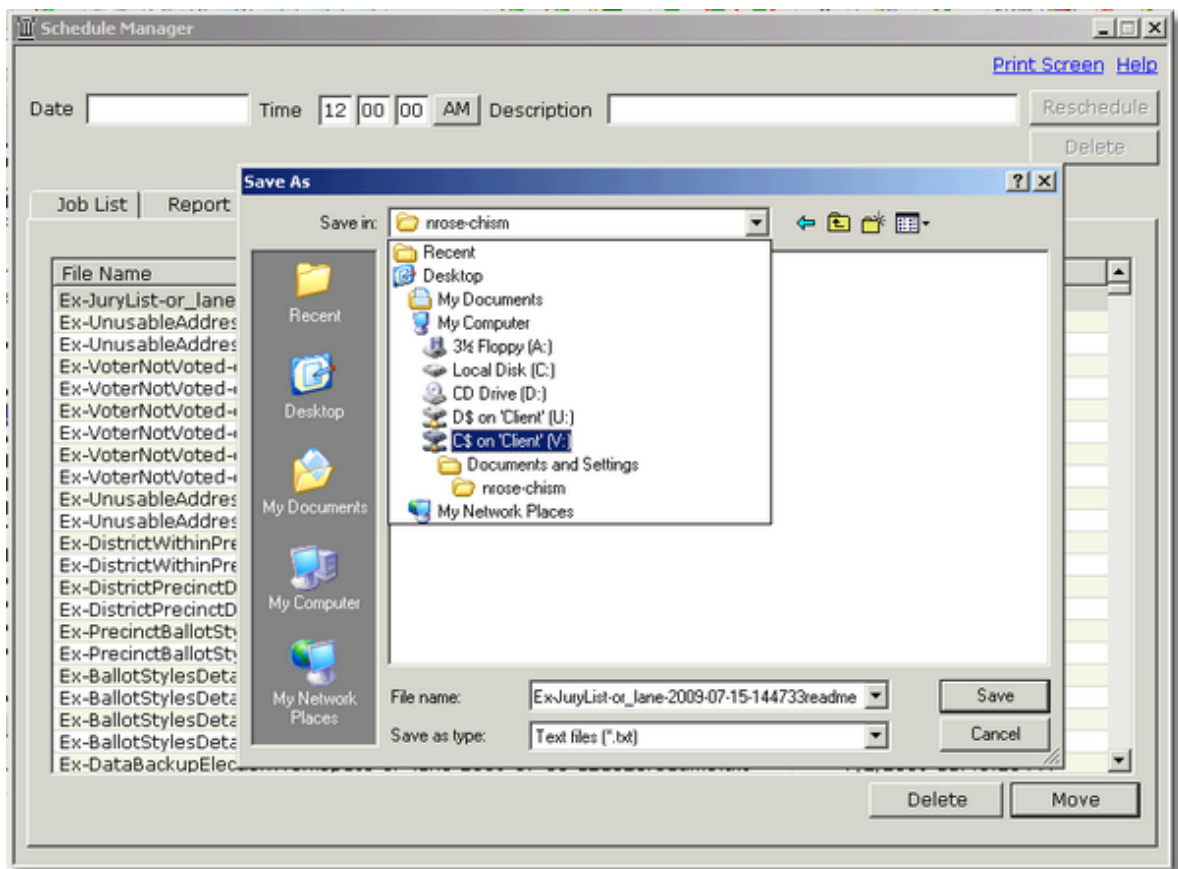 Schedule Manager
Print Screen Help
Date Time 12 00 00 AM Description Reschedule
Delete
Save As
Job List Report
Save in: nrose-chism
Recent
Desktop
My Documents
My Computer
3½ Floppy (A:)
Local Disk (C:)
CD Drive (D:)
D$ on 'Client' (U:)
C$ on 'Client' (V:)
Documents and Settings
nrose-chism
My Network Places
Recent
Desktop
My Documents
My Computer
My Network
Places
File Name
Ex-JuryList-or_lane
Ex-UnusableAddres
Ex-UnusableAddres
Ex-VoterNotVoted-
Ex-VoterNotVoted-
Ex-VoterNotVoted-
Ex-VoterNotVoted-
Ex-VoterNotVoted-
Ex-VoterNotVoted-
Ex-UnusableAddres
Ex-UnusableAddres
Ex-DistrictWithinPre
Ex-DistrictWithinPre
Ex-DistrictPrecinctD
Ex-DistrictPrecinctD
Ex-PrecinctBallotSty
Ex-PrecinctBallotSty
Ex-BallotStylesDeta
Ex-BallotStylesDeta
Ex-BallotStylesDeta
Ex-BallotStylesDeta
File name: Ex-JuryList-or_lane-2009-07-15-144733readme Save
Save as type: Text files (*.txt) Cancel
Delete Move